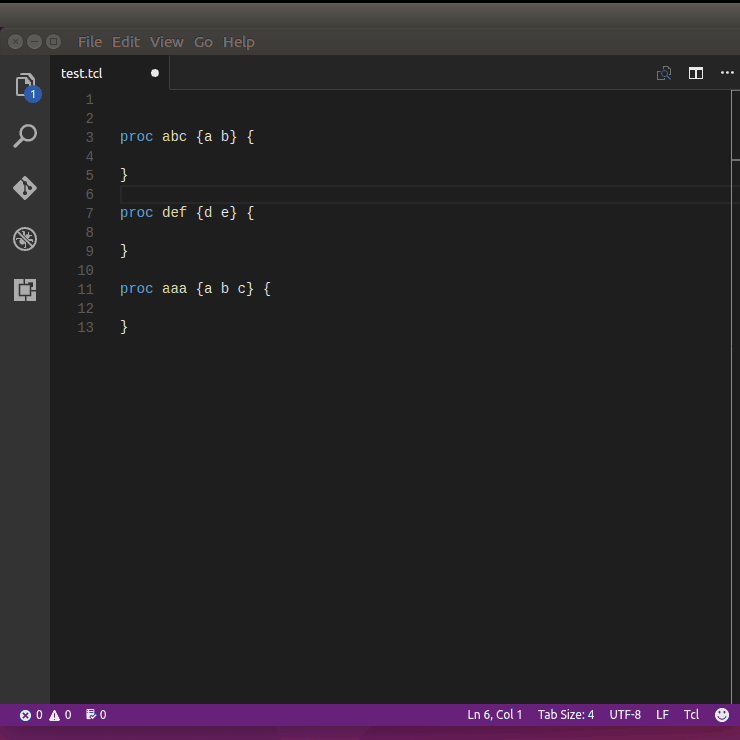 File Edit View Go Help
test.tcl
1
1
2
3 proc abc {a b} {
4
5 }
6
7 proc def {d e} {
8
9 }
10
11 proc aaa {a b c} {
12
13 }
0 0 0 Ln 6, Col 1 Tab Size: 4 UTF-8 LF Tcl